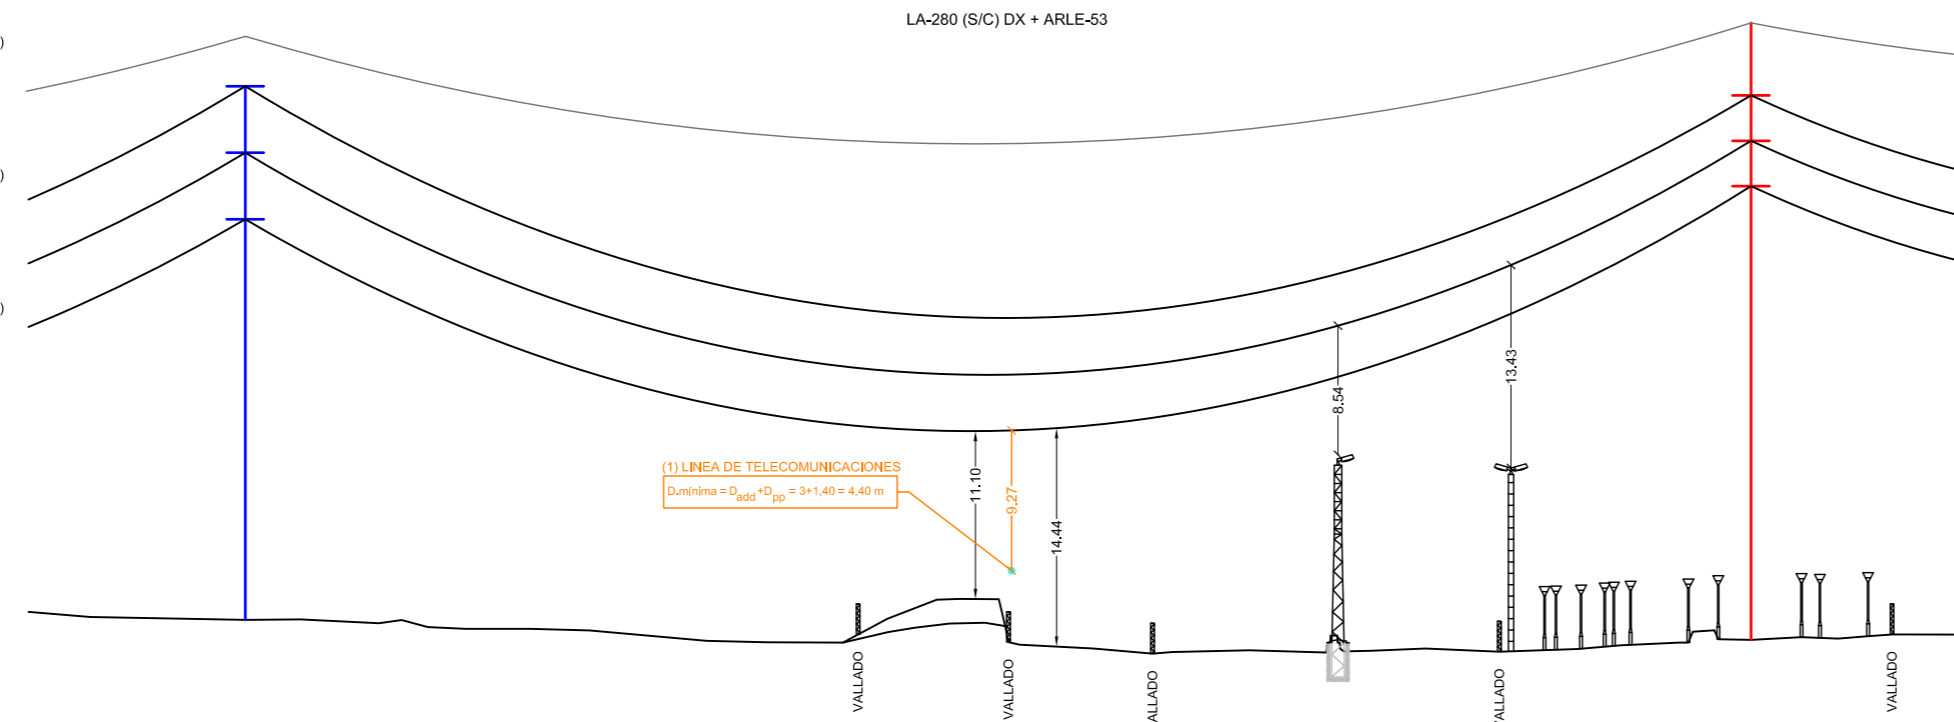 LA-280 (S/C) DX + ARLE-53
)
)
)
(1) LINEA DE TELECOMUNICACIONES
D.mínima = Dadd +Dpp = 3+1,40 = 4,40 m
11.10
9.27
14.44
8.54
13.43
VALLADO
VALLADO
ALLADO
VALLADO
VALLADO